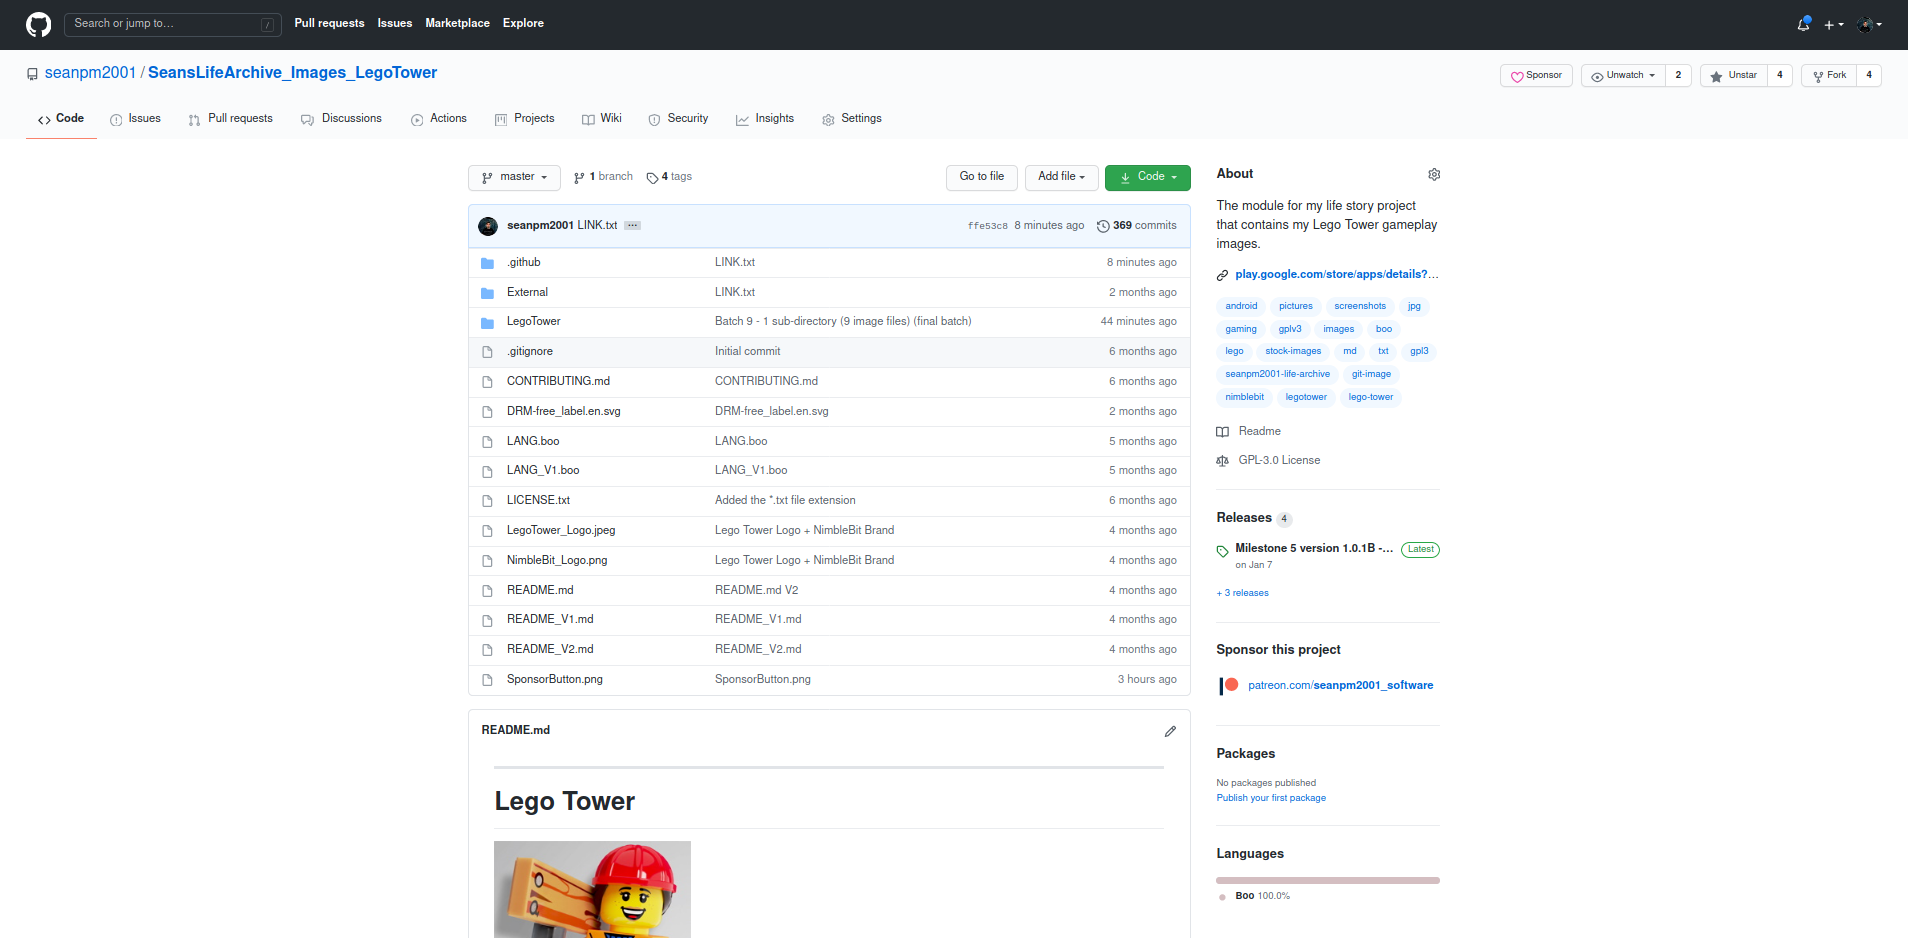 Search or jump to… / Pull requests Issues Marketplace Explore
seanpm2001 / SeansLifeArchive_Images_LegoTower
Sponsor Unwatch 2 Unstar 4 Fork 4
Code Issues Pull requests Discussions Actions Projects Wiki Security Insights Settings
master 1 branch 4 tags Go to file Add file Code
seanpm2001 LINK.txt ... ffe53c8 8 minutes ago 369 commits
.github LINK.txt 8 minutes ago
External LINK.txt 2 months ago
LegoTower Batch 9 - 1 sub-directory (9 image files) (final batch) 44 minutes ago
.gitignore Initial commit 6 months ago
CONTRIBUTING.md CONTRIBUTING.md 6 months ago
DRM-free_label.en.svg DRM-free_label.en.svg 2 months ago
LANG.boo LANG.boo 5 months ago
LANG_V1.boo LANG_V1.boo 5 months ago
LICENSE.txt Added the *.txt file extension 6 months ago
LegoTower_Logo.jpeg Lego Tower Logo + NimbleBit Brand 4 months ago
NimbleBit_Logo.png Lego Tower Logo + NimbleBit Brand 4 months ago
README.md README.md V2 4 months ago
README_V1.md README_V1.md 4 months ago
README_V2.md README_V2.md 4 months ago
SponsorButton.png SponsorButton.png 3 hours ago
README.md
Lego Tower
About
The module for my life story project
that contains my Lego Tower gameplay
images.
play.google.com/store/apps/details?...
android pictures screenshots jpg
gaming gplv3 images boo
lego stock-images md txt gpl3
seanpm2001-life-archive git-image
nimblebit legotower lego-tower
Readme
GPL-3.0 License
Releases 4
Milestone 5 version 1.0.1B -... Latest
on Jan 7
+ 3 releases
Sponsor this project
patreon.com/seanpm2001_software
Packages
No packages published
Publish your first package
Languages
Boo 100.0%